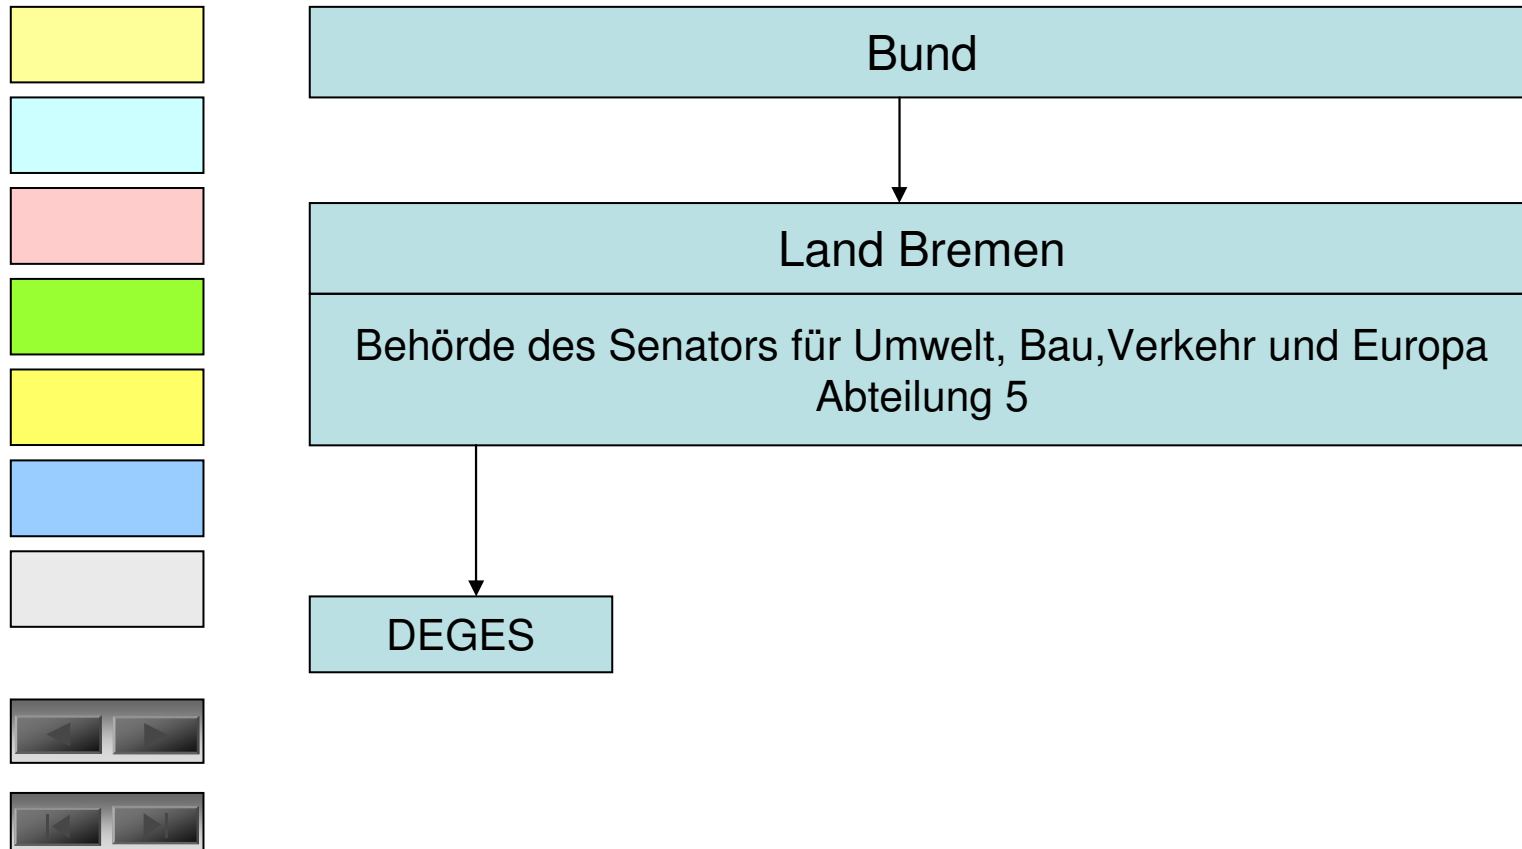 Bund
Land Bremen
Behörde des Senators für Umwelt, Bau,Verkehr und Europa
Abteilung 5
DEGES